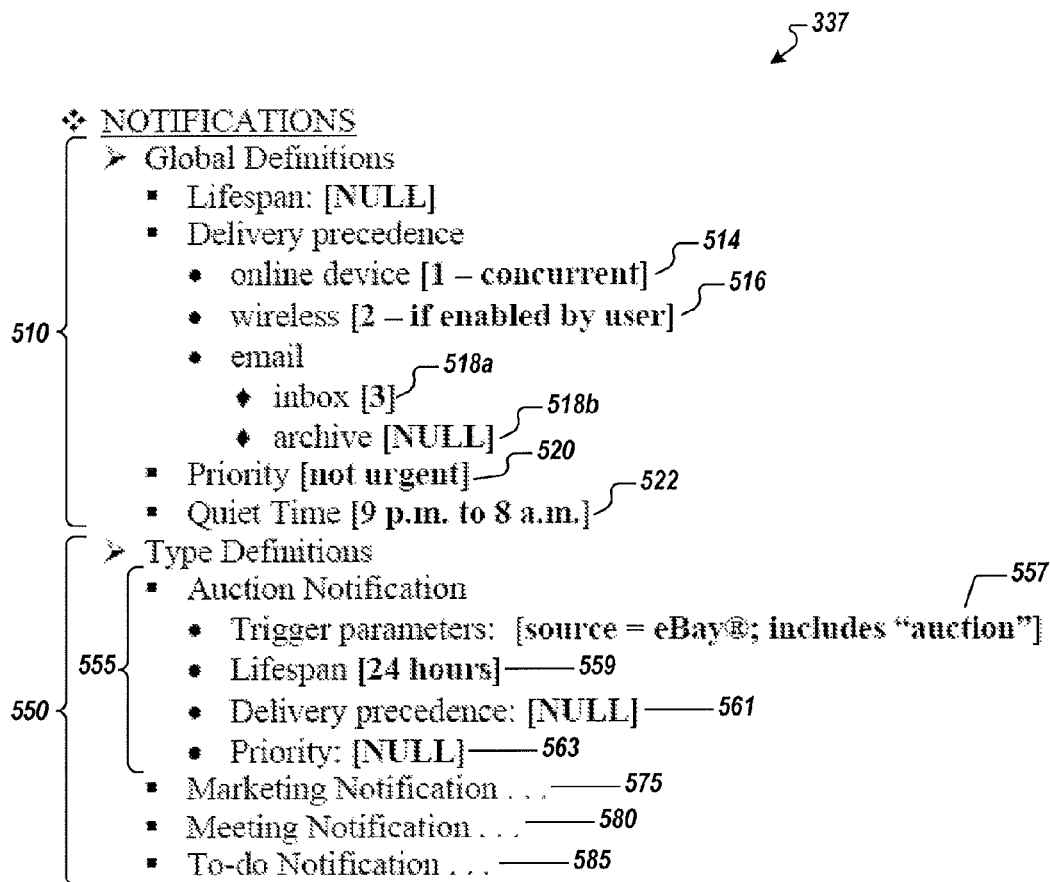 337
❖ NOTIFICATIONS
➢ Global Definitions
▪ Lifespan: [NULL]
▪ Delivery precedence
• online device [1 – concurrent] 514
• wireless [2 – if enabled by user] 516
510
• email
♦ inbox [3] 518a
♦ archive [NULL] 518b
▪ Priority [not urgent] 520
▪ Quiet Time [9 p.m. to 8 a.m.] 522
➢ Type Definitions
▪ Auction Notification
557
• Trigger parameters: [source = eBay®; includes “auction”]
555 • Lifespan [24 hours] 559
550 • Delivery precedence: [NULL] 561
• Priority: [NULL] 563
▪ Marketing Notification . . . 575
▪ Meeting Notification . . . 580
▪ To-do Notification . . . 585